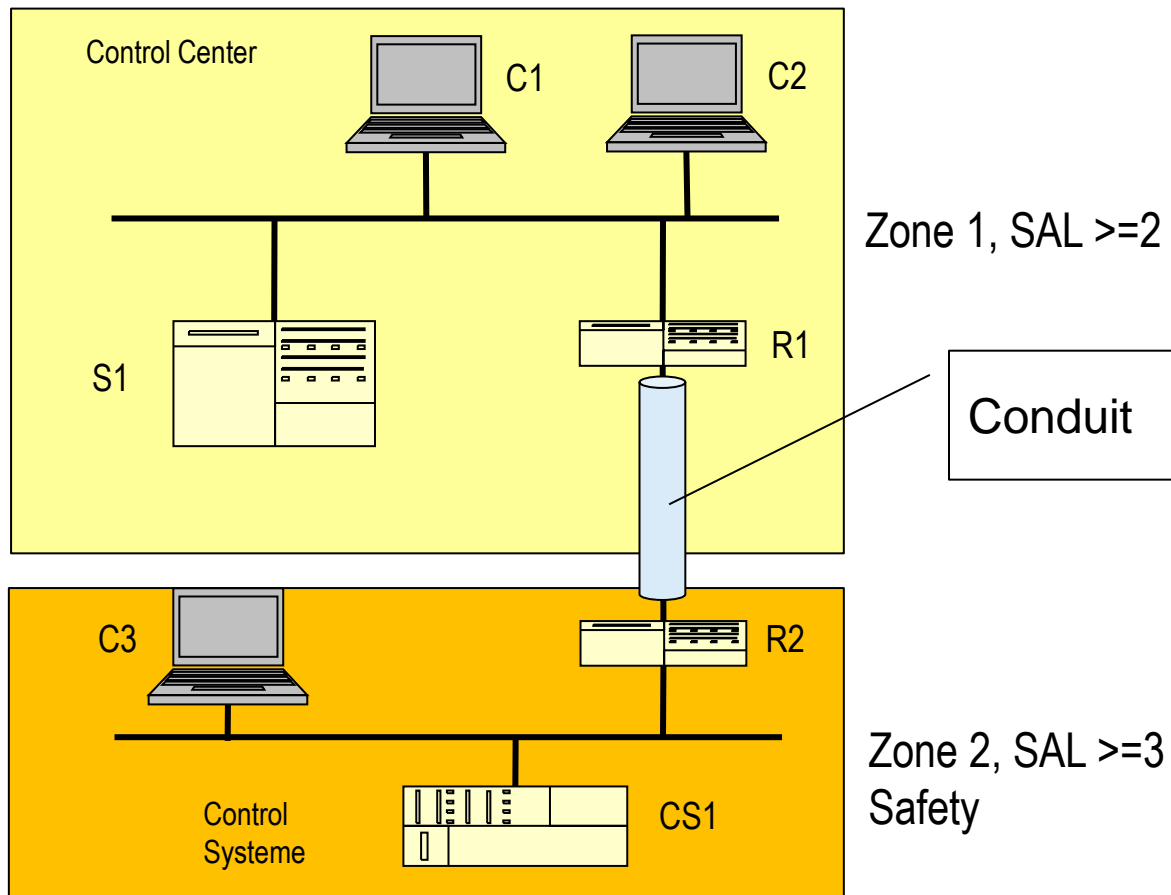 Control Center
C1
C2
Zone 1, SAL >=2
S1
R1
Conduit
C3
R2
Zone 2, SAL >=3
Safety
CS1
Control
Systeme